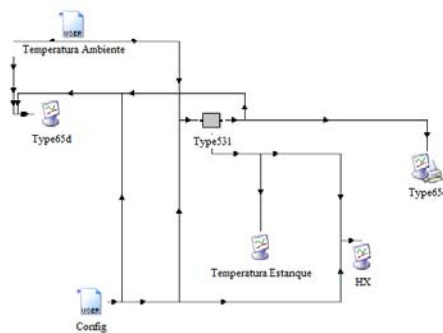 USER
Temperatura Ambiente
Type65d
Type531
Type65
Temperatura Estanque
HX
USER
Config